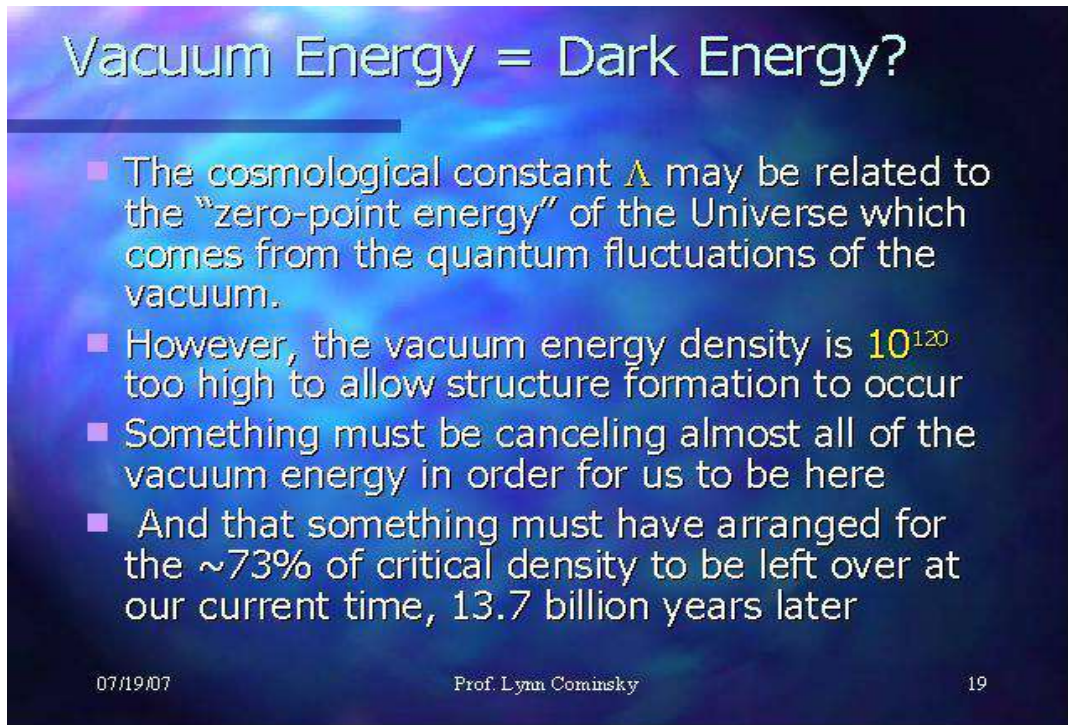 Vacuum Energy = Dark Energy?
The cosmological constant Λ may be related to
the “zero-point energy” of the Universe which
comes from the quantum fluctuations of the
vacuum.
However, the vacuum energy density is 10¹²⁰
too high to allow structure formation to occur
Something must be canceling almost all of the
vacuum energy in order for us to be here
And that something must have arranged for
the ~73% of critical density to be left over at
our current time, 13.7 billion years later
07/19/07 Prof. Lynn Cominsky 19